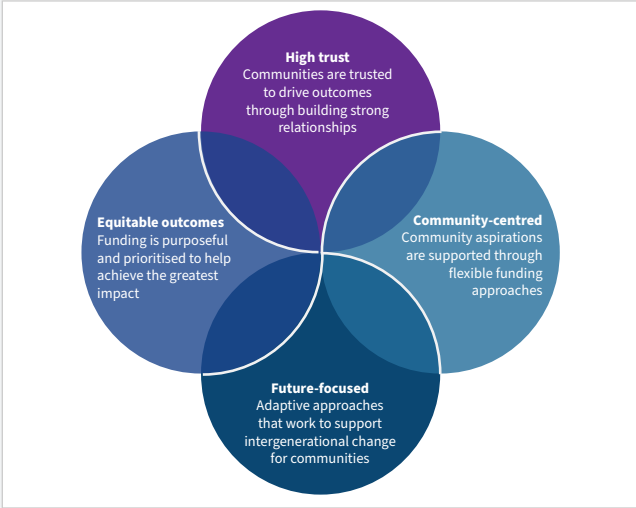 High trust
Communities are trusted
to drive outcomes
through building strong
relationships
Equitable outcomes
Funding is purposeful
and prioritised to help
achieve the greatest
impact
Community-centred
Community aspirations
are supported through
flexible funding
approaches
Future-focused
Adaptive approaches
that work to support
intergenerational change
for communities